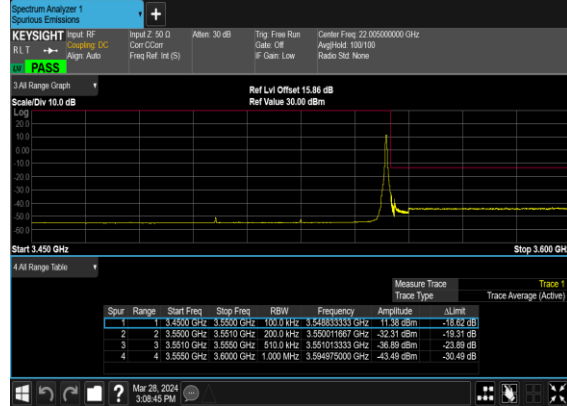 Spectrum Analyzer 1
Spurious Emissions
+
KEYSIGHT Input: RF Input Z: 50 Ω Atten: 30 dB Trig: Free Run Center Freq: 22.005000000 GHz
RLT Coupling: DC Corr CCorr Gate: Off Avg|Hold: 100/100
Align: Auto Freq Ref: Int (S) IF Gain: Low Radio Std: None
LW PASS
3 All Range Graph
Ref Lvl Offset 15.86 dB
Scale/Div 10.0 dB Ref Value 30.00 dBm
Log
20.0
10.0
0.00
-10.0
-20.0
-30.0
-40.0
-50.0
-60.0
Start 3.450 GHz Stop 3.600 GHz
4 All Range Table
Measure Trace Trace 1
Trace Type Trace Average (Active)
Spur Range Start Freq Stop Freq RBW Frequency Amplitude ΔLimit
1 1 3.4500 GHz 3.5500 GHz 100.0 kHz 3.548833333 GHz 11.38 dBm -18.62 dB
2 2 3.5500 GHz 3.5510 GHz 200.0 kHz 3.550011667 GHz -32.31 dBm -19.31 dB
3 3 3.5510 GHz 3.5550 GHz 510.0 kHz 3.551013333 GHz -36.89 dBm -23.89 dB
4 4 3.5550 GHz 3.6000 GHz 1.000 MHz 3.594975000 GHz -43.49 dBm -30.49 dB
? Mar 28, 2024
3:08:45 PM